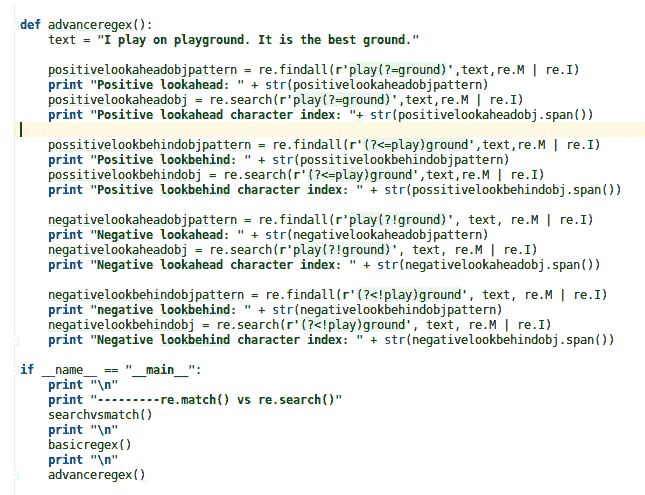 def advanceregex():
    text = "I play on playground. It is the best ground."
    positivelookaheadobjpattern = re.findall(r'play(?=ground)',text,re.M | re.I)
    print "Positive lookahead: " + str(positivelookaheadobjpattern)
    positivelookaheadobj = re.search(r'play(?=ground)',text,re.M | re.I)
    print "Positive lookahead character index: "+ str(positivelookaheadobj.span())
    possitivelookbehindobjpattern = re.findall(r'(?<=play)ground',text,re.M | re.I)
    print "Positive lookbehind: " + str(possitivelookbehindobjpattern)
    possitivelookbehindobj = re.search(r'(?<=play)ground',text,re.M | re.I)
    print "Positive lookbehind character index: " + str(possitivelookbehindobj.span())
    negativelookaheadobjpattern = re.findall(r'play(?!ground)', text, re.M | re.I)
    print "Negative lookahead: " + str(negativelookaheadobjpattern)
    negativelookaheadobj = re.search(r'play(?!ground)', text, re.M | re.I)
    print "Negative lookahead character index: " + str(negativelookaheadobj.span())
    negativelookbehindobjpattern = re.findall(r'(?<!play)ground', text, re.M | re.I)
    print "negative lookbehind: " + str(negativelookbehindobjpattern)
    negativelookbehindobj = re.search(r'(?<!play)ground', text, re.M | re.I)
    print "Negative lookbehind character index: " + str(negativelookbehindobj.span())
if __name__ == "__main__":
    print "\n"
    print "---------re.match() vs re.search()"
    searchvsmatch()
    print "\n"
    basicregex()
    print "\n"
    advanceregex()